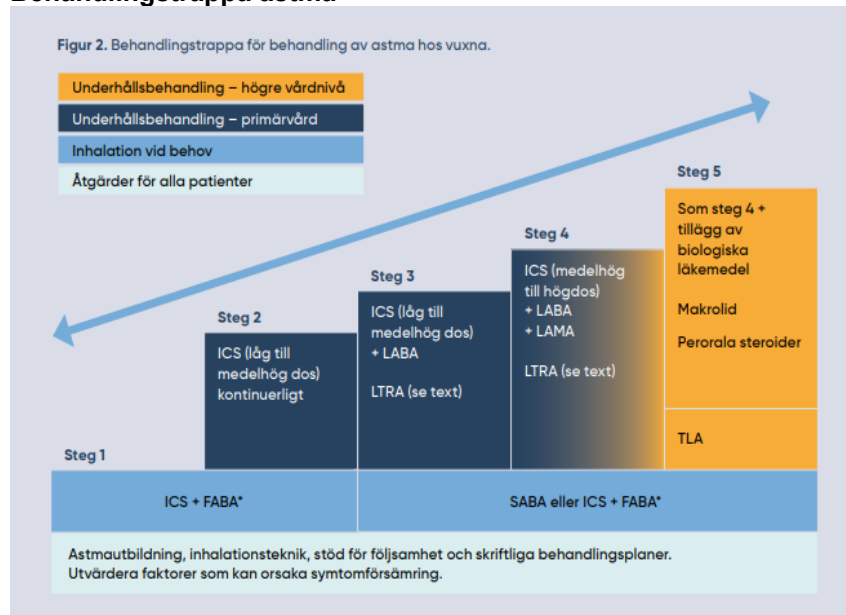 Behandlingstrappa astma
Figur 2. Behandlingstrappa för behandling av astma hos vuxna.
Underhållsbehandling – högre vårdnivå
Underhållsbehandling – primärvård
Inhalation vid behov
Åtgärder för alla patienter
Steg 1
Steg 2
ICS (låg till
medelhög dos)
kontinuerligt
Steg 3
ICS (låg till
medelhög dos)
+ LABA
LTRA (se text)
Steg 4
ICS (medelhög
till högdos)
+ LABA
+ LAMA
LTRA (se text)
Steg 5
Som steg 4 +
tillägg av
biologiska
läkemedel
Makrolid
Perorala steroider
TLA
ICS + FABA*
SABA eller ICS + FABA*
Astmautbildning, inhalationsteknik, stöd för följsamhet och skriftliga behandlingsplaner.
Utvärdera faktorer som kan orsaka symtomförsämring.